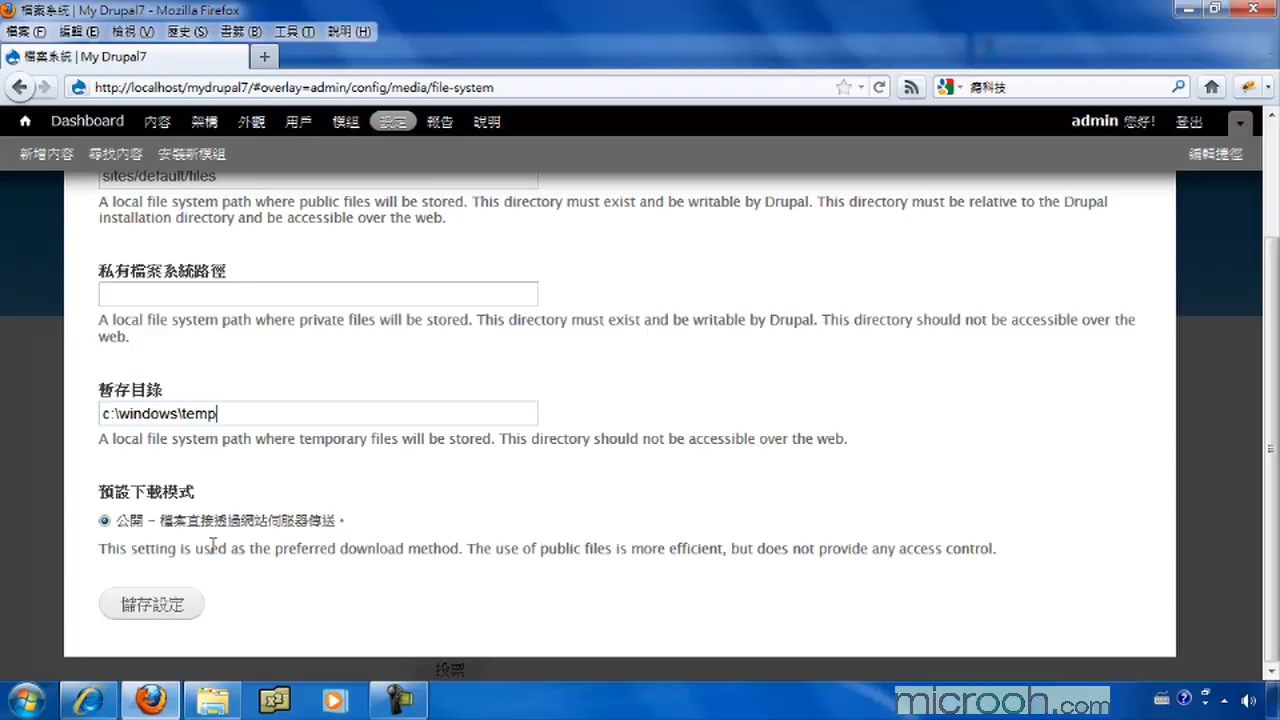 檔案系統 | My Drupal7 - Mozilla Firefox
檔案(F) 編輯(E) 檢視(V) 歷史(S) 書籤(B) 工具(T) 說明(H)
檔案系統 | My Drupal7 +
http://localhost/mydrupal7/#overlay=admin/config/media/file-system 癮科技
Dashboard 內容 架構 外觀 用戶 模組 設定 報告 說明 admin 您好! 登出
新增內容 尋找內容 安裝新模組 編輯捷徑
sites/default/files
A local file system path where public files will be stored. This directory must exist and be writable by Drupal. This directory must be relative to the Drupal
installation directory and be accessible over the web.
私有檔案系統路徑
A local file system path where private files will be stored. This directory must exist and be writable by Drupal. This directory should not be accessible over the
web.
暫存目錄
c:\windows\temp
A local file system path where temporary files will be stored. This directory should not be accessible over the web.
預設下載模式
公開 - 檔案直接透過網站伺服器傳送。
This setting is used as the preferred download method. The use of public files is more efficient, but does not provide any access control.
儲存設定
投票
microoh.com